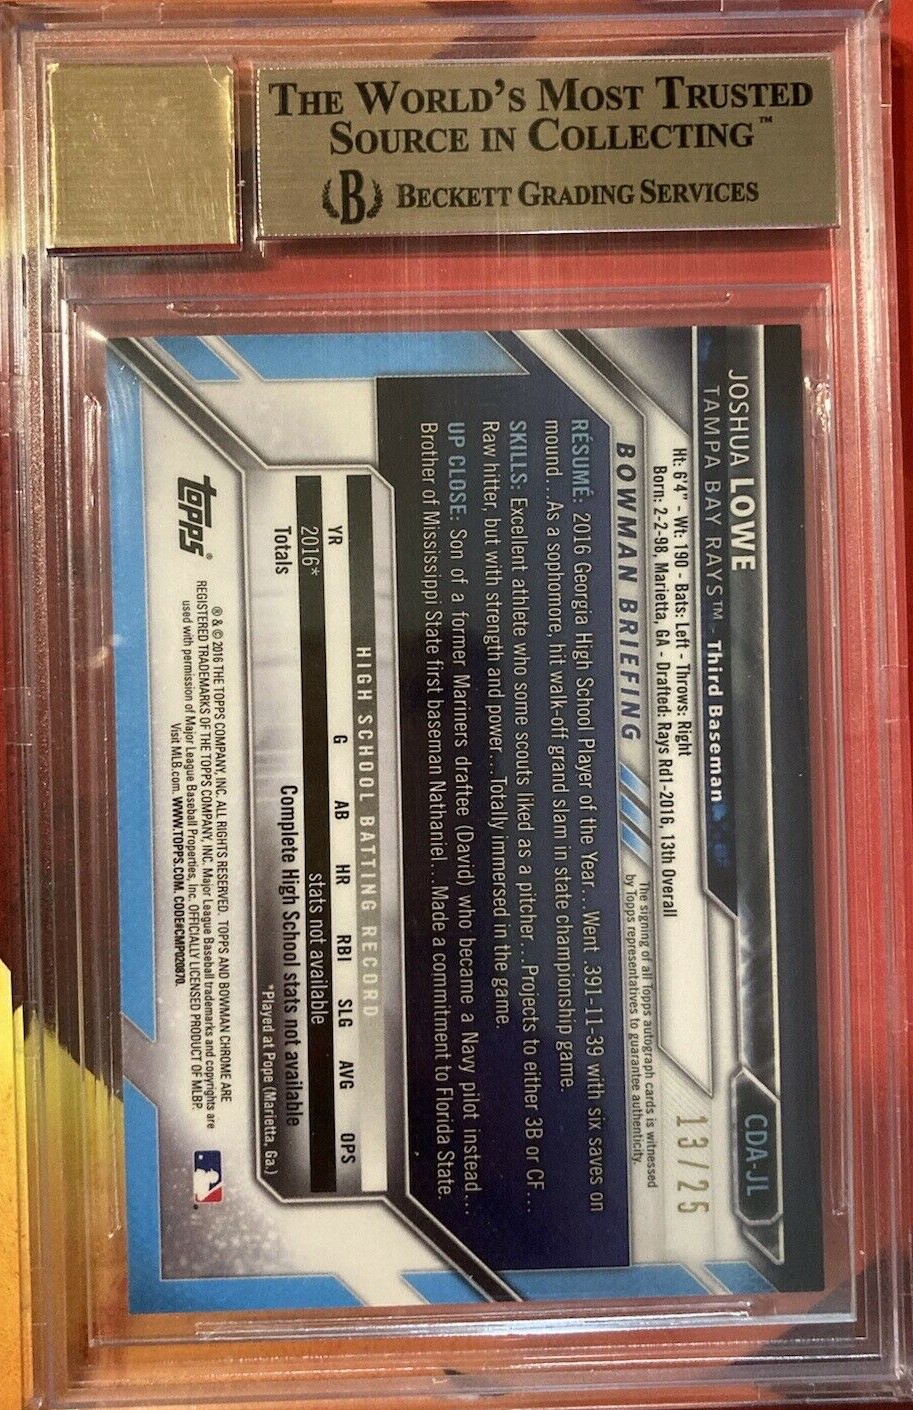 THE WORLD'S MOST TRUSTED
SOURCE IN COLLECTING™
B BECKETT GRADING SERVICES
CDA-JL
JOSHUA LOWE
TAMPA BAY RAYS™ - Third Baseman
13/25
Ht: 6'4" - Wt: 190 - Bats: Left - Throws: Right
Born: 2-2-98, Marietta, GA - Drafted: Rays Rd1-2016, 13th Overall
The signing of all Topps autograph cards is witnessed
by Topps representatives to guarantee authenticity.
BOWMAN BRIEFING
RÉSUMÉ: 2016 Georgia High School Player of the Year...Went .391-11-39 with six saves on
mound...As a sophomore, hit walk-off grand slam in state championship game.
SKILLS: Excellent athlete who some scouts liked as a pitcher...Projects to either 3B or CF...
Raw hitter, but with strength and power...Totally immersed in the game.
UP CLOSE: Son of a former Mariners draftee (David) who became a Navy pilot instead...
Brother of Mississippi State first baseman Nathaniel...Made a commitment to Florida State.
HIGH SCHOOL BATTING RECORD
YR G AB HR RBI SLG AVG OPS
2016* stats not available
Totals Complete High School stats not available
*Played at Pope (Marietta, Ga.)
topps®
® & © 2016 THE TOPPS COMPANY, INC. ALL RIGHTS RESERVED. TOPPS AND BOWMAN CHROME ARE
REGISTERED TRADEMARKS OF THE TOPPS COMPANY, INC. Major League Baseball trademarks and copyrights are
used with permission of Major League Baseball Properties, Inc. OFFICIALLY LICENSED PRODUCT OF MLBP.
Visit MLB.com. WWW.TOPPS.COM. CODE#CMP020870.